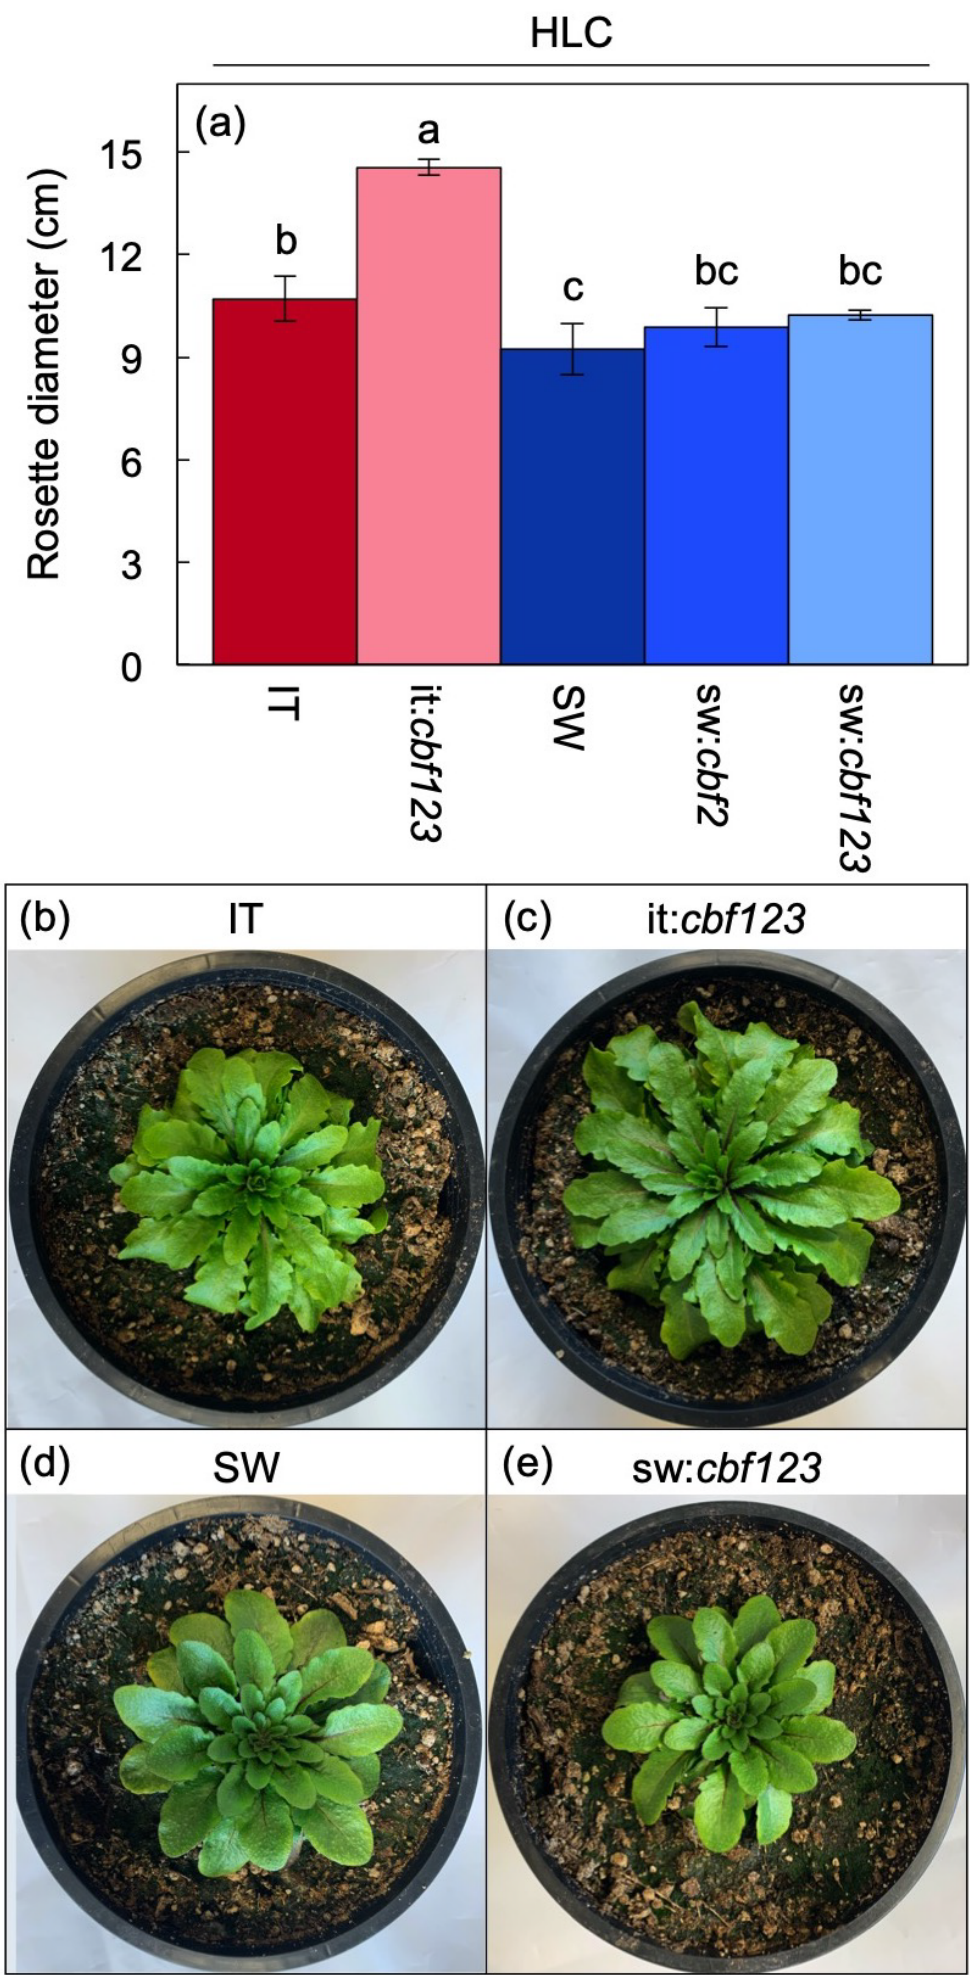 HLC
(a)
Rosette diameter (cm)
15
12
9
6
3
0
b
a
c
bc
bc
IT
it:cbf123
SW
sw:cbf2
sw:cbf123
(b) IT
(c) it:cbf123
(d) SW
(e) sw:cbf123